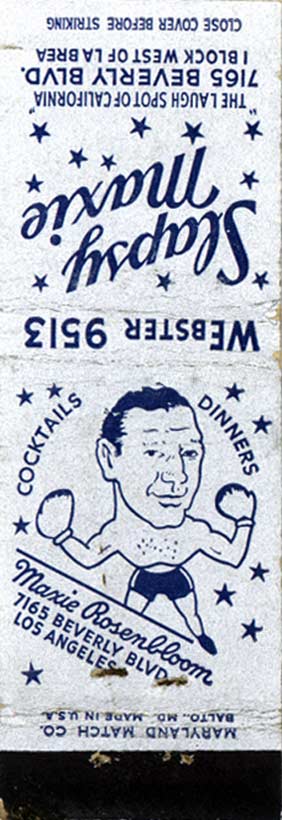 CLOSE COVER BEFORE STRIKING
1 BLOCK WEST OF LA BREA
7165 BEVERLY BLVD.
"THE LAUGH SPOT OF CALIFORNIA"
Slapsy
Maxie
WEBSTER 9513
COCKTAILS
DINNERS
Maxie Rosenbloom
7165 BEVERLY BLVD.
LOS ANGELES
MARYLAND MATCH CO.
BALTO., MD. MADE IN U.S.A.